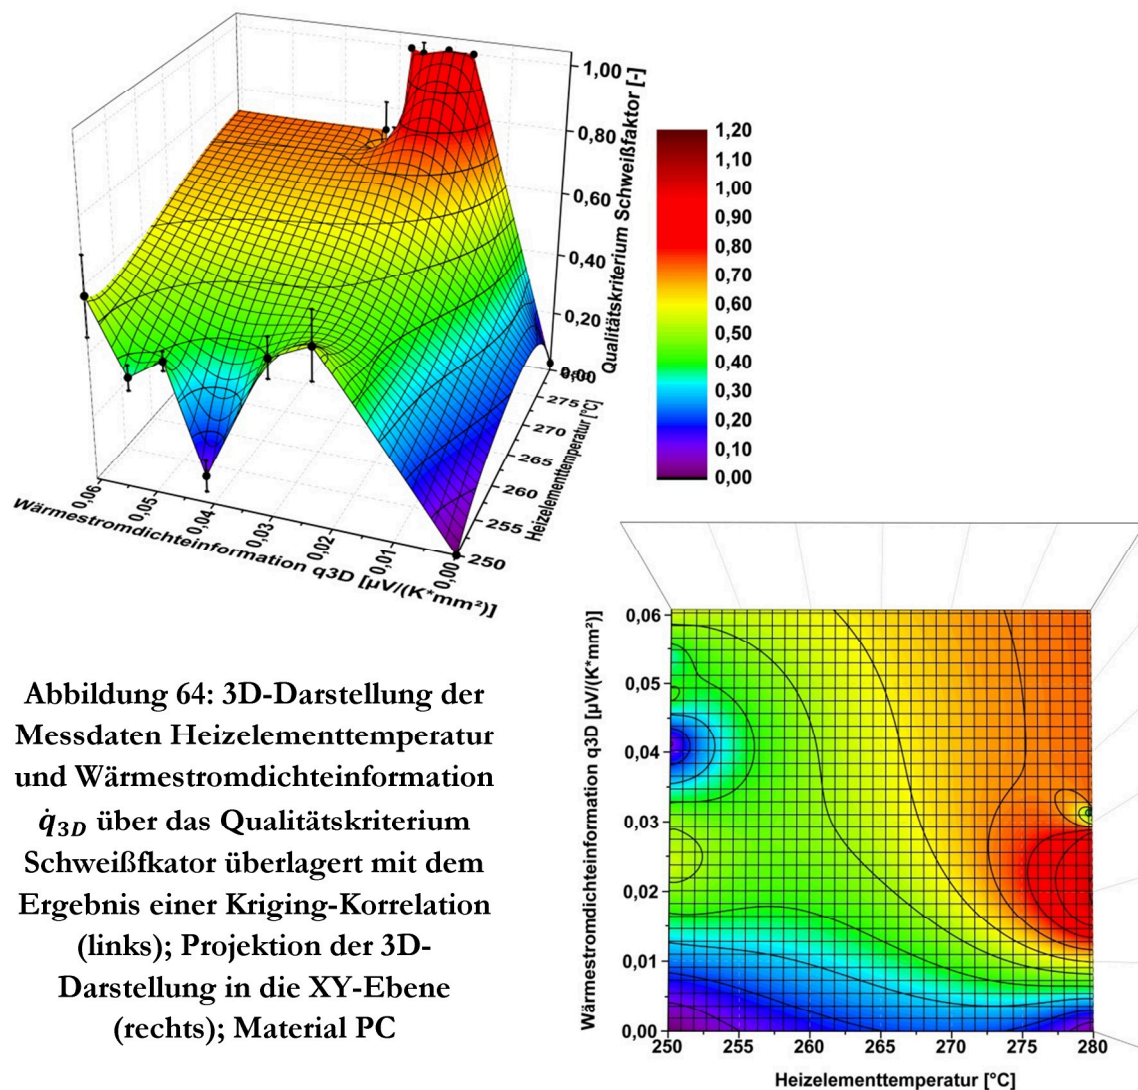 1,00
0,80
0,60
0,40
0,20
0,00
Qualitätskriterium Schweißfaktor [-]
280
275
270
265
260
255
250
Heizelementtemperatur [°C]
0,06
0,05
0,04
0,03
0,02
0,01
0,00
Wärmestromdichteinformation q3D [µV/(K*mm²)]
1,20
1,10
1,00
0,90
0,80
0,70
0,60
0,50
0,40
0,30
0,20
0,10
0,00
Abbildung 64: 3D-Darstellung der
Messdaten Heizelementtemperatur
und Wärmestromdichteinformation
q̇3D über das Qualitätskriterium
Schweißfkator überlagert mit dem
Ergebnis einer Kriging-Korrelation
(links); Projektion der 3D-
Darstellung in die XY-Ebene
(rechts); Material PC
Wärmestromdichteinformation q3D [µV/(K*mm²)]
0,06
0,05
0,04
0,03
0,02
0,01
0,00
250 255 260 265 270 275 280
Heizelementtemperatur [°C]